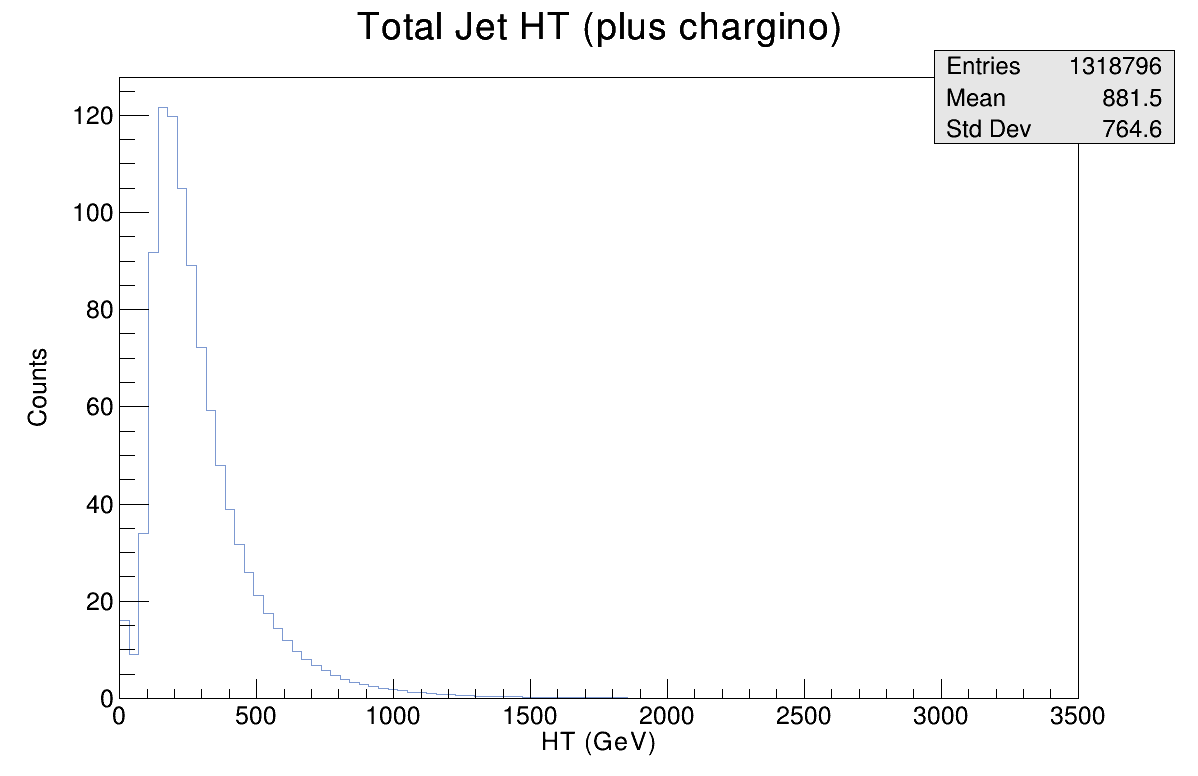 Total Jet HT (plus chargino)
Entries 1318796
Mean 881.5
Std Dev 764.6
120
100
80
60
40
20
0
Counts
0 500 1000 1500 2000 2500 3000 3500
HT (GeV)